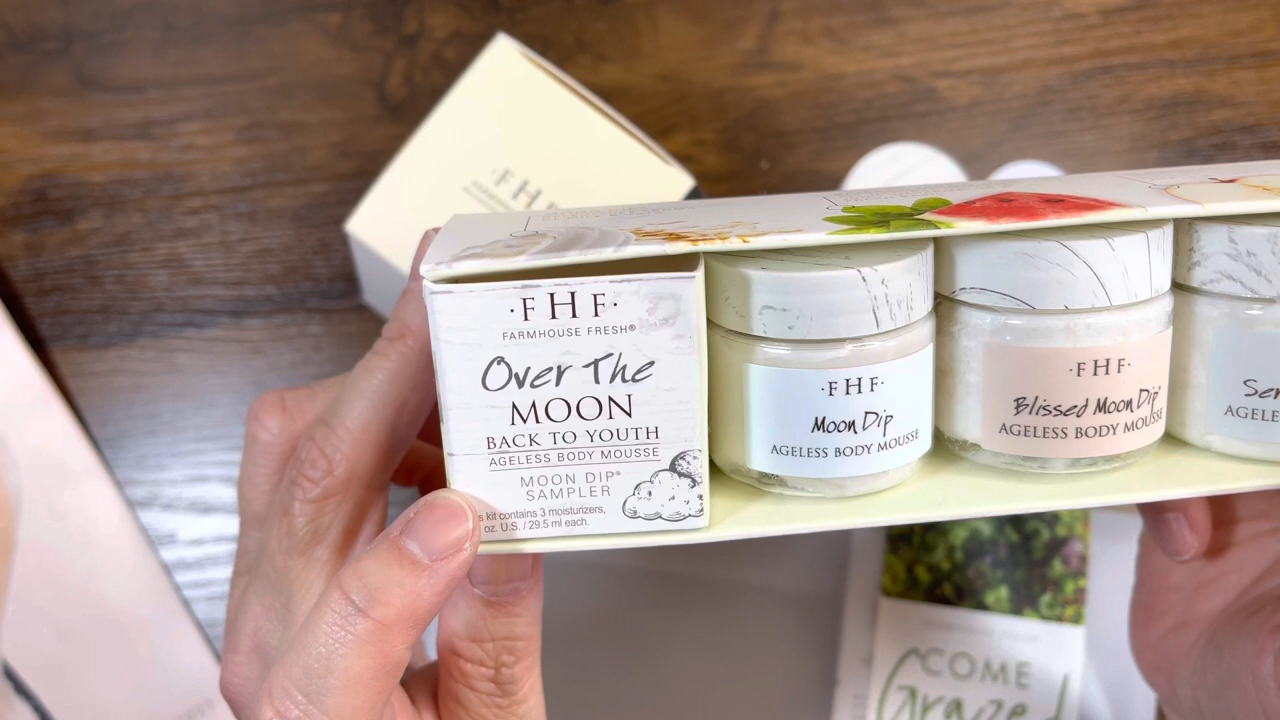 ·FHF·
·FHF·
FARMHOUSE FRESH®
Over The
MOON
BACK TO YOUTH
AGELESS BODY MOUSSE
MOON DIP®
SAMPLER
kit contains 3 moisturizers,
oz. U.S. / 29.5 ml each.
·FHF·
Moon Dip
AGELESS BODY MOUSSE
·FHF·
Blissed Moon Dip
AGELESS BODY MOUSSE
COME
Graze